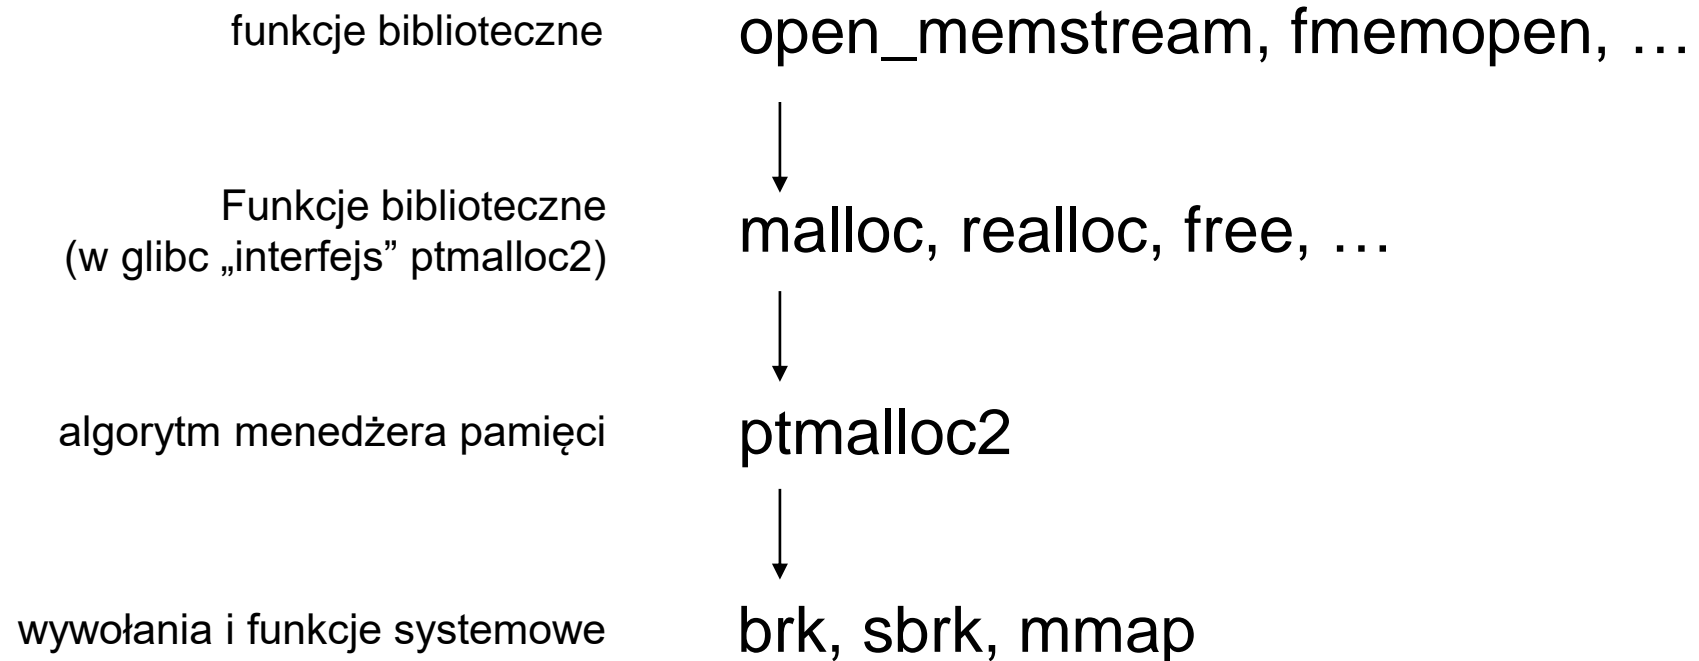 funkcje biblioteczne open_memstream, fmemopen, …
Funkcje biblioteczne
(w glibc „interfejs” ptmalloc2)
malloc, realloc, free, …
algorytm menedżera pamięci ptmalloc2
wywołania i funkcje systemowe brk, sbrk, mmap